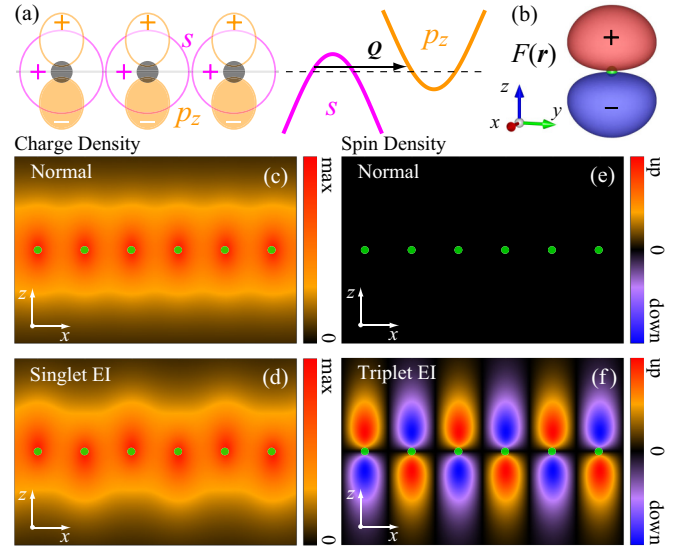 (a)
+ + +
s
+ + +
− − −
p_z
Q
p_z
s
(b)
F(r)
+
−
z
x y
Charge Density
Spin Density
Normal (c)
max
0
z
x
Normal (e)
up
0
down
z
x
Singlet EI (d)
max
0
z
x
Triplet EI (f)
up
0
down
z
x